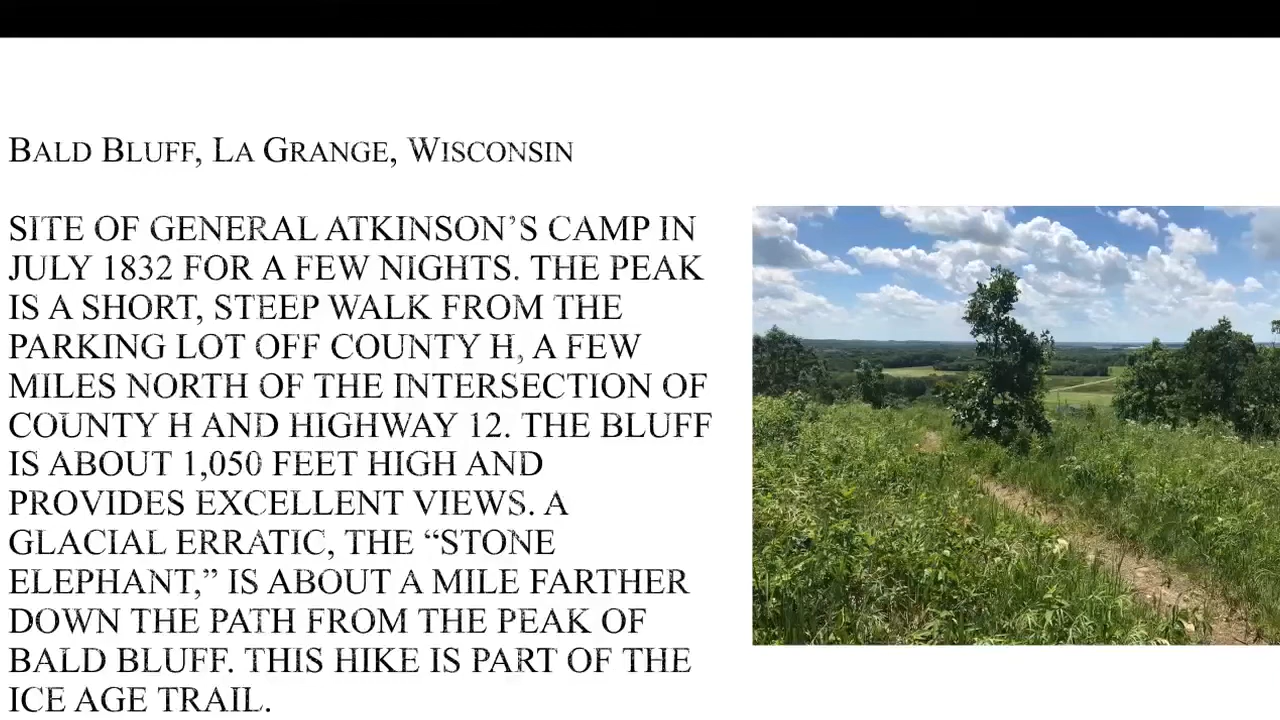 Bald Bluff, La Grange, Wisconsin
SITE OF GENERAL ATKINSON’S CAMP IN
JULY 1832 FOR A FEW NIGHTS. THE PEAK
IS A SHORT, STEEP WALK FROM THE
PARKING LOT OFF COUNTY H, A FEW
MILES NORTH OF THE INTERSECTION OF
COUNTY H AND HIGHWAY 12. THE BLUFF
IS ABOUT 1,050 FEET HIGH AND
PROVIDES EXCELLENT VIEWS. A
GLACIAL ERRATIC, THE “STONE
ELEPHANT,” IS ABOUT A MILE FARTHER
DOWN THE PATH FROM THE PEAK OF
BALD BLUFF. THIS HIKE IS PART OF THE
ICE AGE TRAIL.